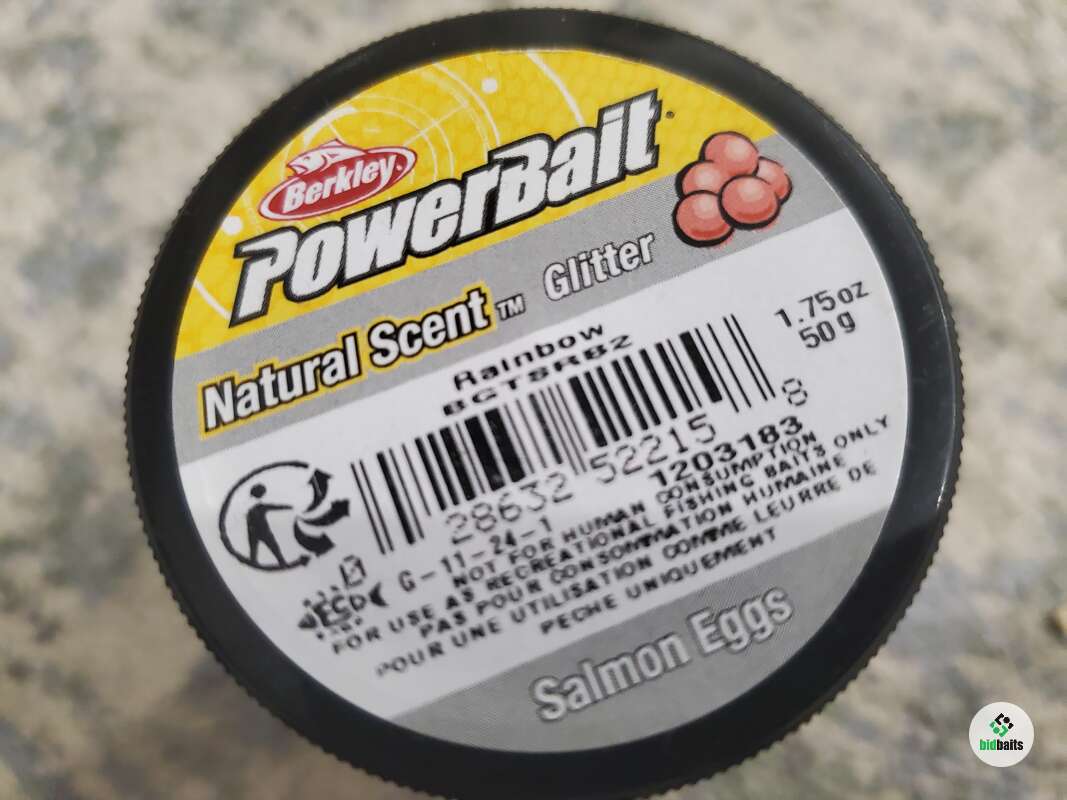 Berkley
PowerBait
Natural Scent™ Glitter
Rainbow
BGTSRB2
1.75 oz
50 g
28632 52215 8
1203183
G-11-24-1
NOT FOR HUMAN CONSUMPTION
FOR USE AS RECREATIONAL FISHING BAITS ONLY
PAS POUR CONSOMMATION HUMAINE
POUR UNE UTILISATION COMME LEURRE DE
PECHE UNIQUEMENT
Salmon Eggs
bidbaits